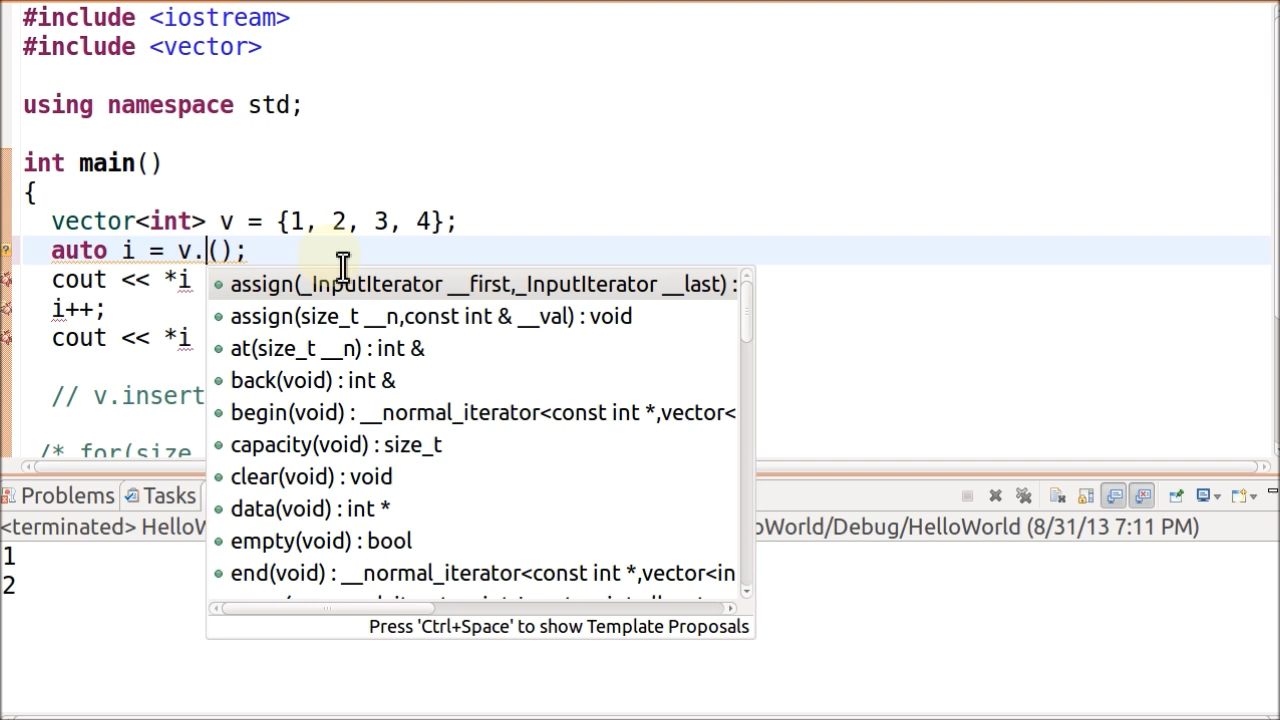 #include <iostream>
#include <vector>
using namespace std;
int main()
{
vector<int> v = {1, 2, 3, 4};
auto i = v.();
cout << *i
i++;
cout << *i
// v.insert
/* for(size
assign(_InputIterator __first,_InputIterator __last) :
assign(size_t __n,const int & __val) : void
at(size_t __n) : int &
back(void) : int &
begin(void) : __normal_iterator<const int *,vector<
capacity(void) : size_t
clear(void) : void
data(void) : int *
empty(void) : bool
end(void) : __normal_iterator<const int *,vector<in
Press 'Ctrl+Space' to show Template Proposals
Problems Tasks
<terminated> HelloW oWorld/Debug/HelloWorld (8/31/13 7:11 PM)
1
2